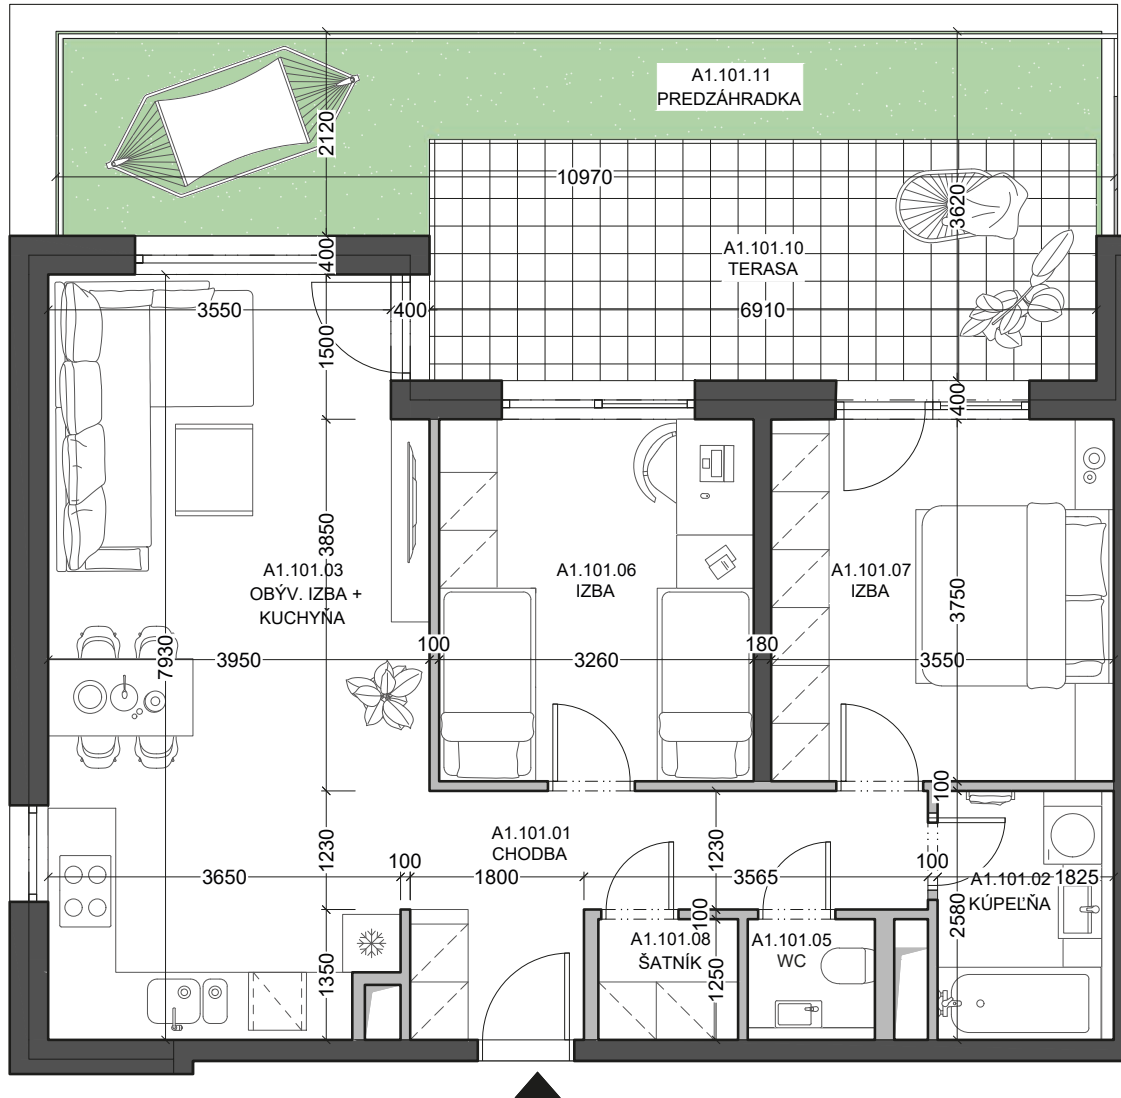 A1.101.11
PREDZÁHRADKA
2120
10970
3620
A1.101.10
TERASA
400
3550
400
6910
1500
400
3850
A1.101.03
OBÝV. IZBA +
KUCHYŇA
A1.101.06
IZBA
A1.101.07
IZBA
3750
7930
3950
100
3260
180
3550
100
A1.101.01
CHODBA
1230
1230
3650
100
1800
3565
100
A1.101.02
KÚPEĽŇA
1825
2580
100
A1.101.08
ŠATNÍK
A1.101.05
WC
1350
1250